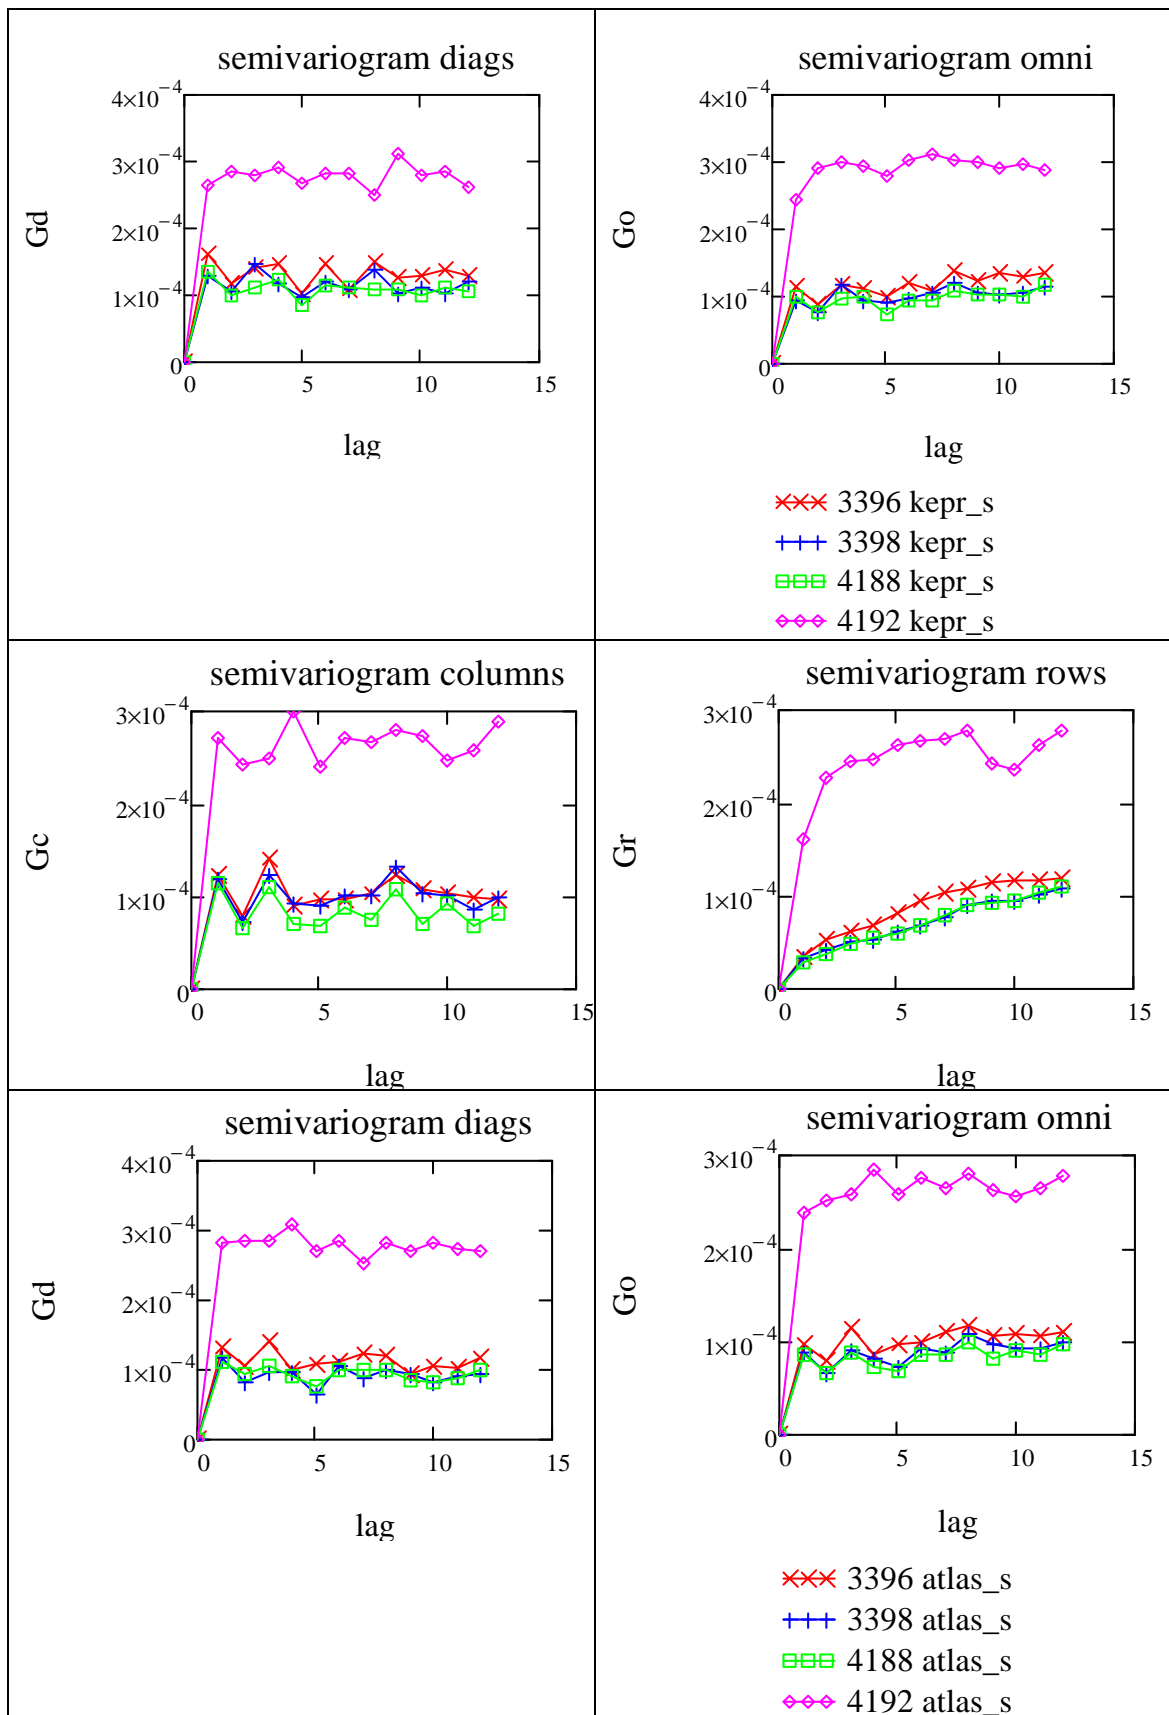 semivariogram diags
4×10⁻⁴
3×10⁻⁴
2×10⁻⁴
1×10⁻⁴
0
0 5 10 15
Gd
lag
semivariogram omni
4×10⁻⁴
3×10⁻⁴
2×10⁻⁴
1×10⁻⁴
0
0 5 10 15
Go
lag
3396 kepr_s
3398 kepr_s
4188 kepr_s
4192 kepr_s
semivariogram columns
3×10⁻⁴
2×10⁻⁴
1×10⁻⁴
0
0 5 10 15
Gc
lag
semivariogram rows
3×10⁻⁴
2×10⁻⁴
1×10⁻⁴
0
0 5 10 15
Gr
lag
semivariogram diags
4×10⁻⁴
3×10⁻⁴
2×10⁻⁴
1×10⁻⁴
0
0 5 10 15
Gd
lag
semivariogram omni
3×10⁻⁴
2×10⁻⁴
1×10⁻⁴
0
0 5 10 15
Go
lag
3396 atlas_s
3398 atlas_s
4188 atlas_s
4192 atlas_s